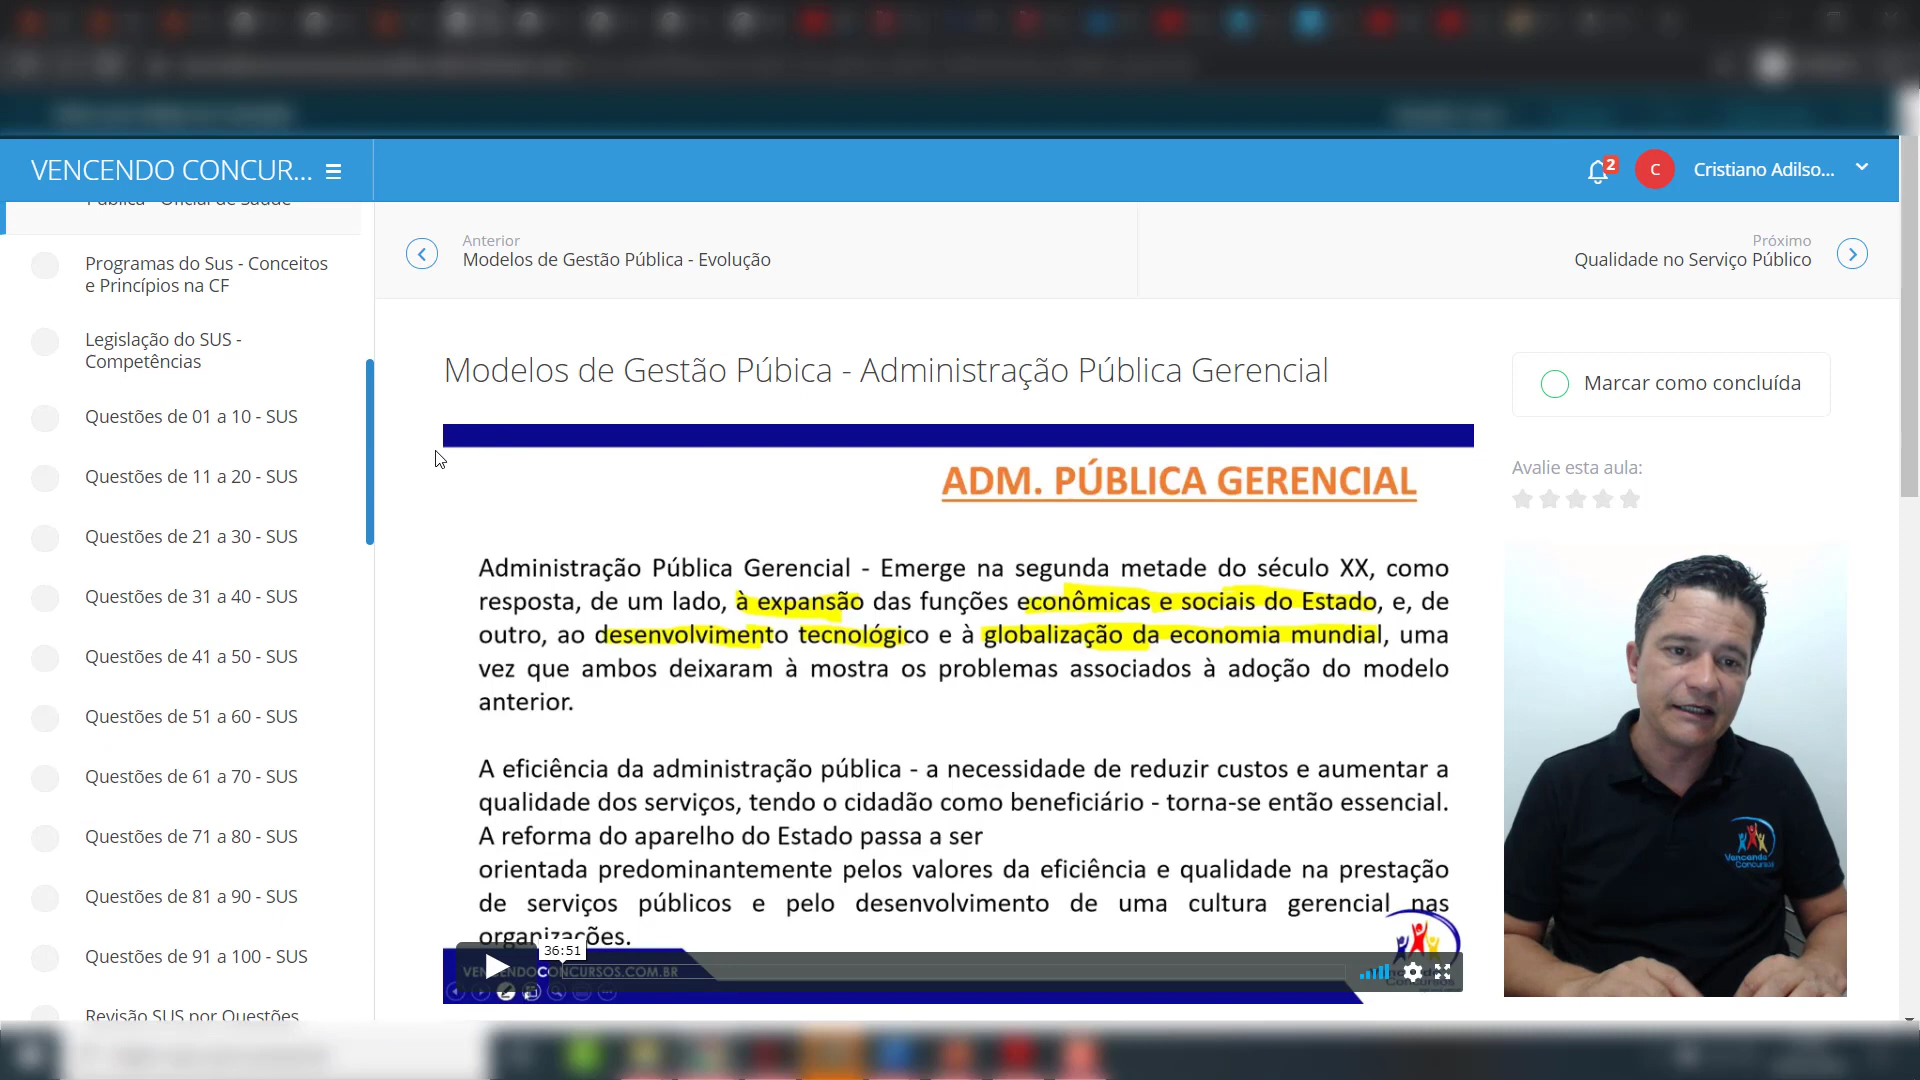 VENCENDO CONCUR...
2
C
Cristiano Adilso...
Pública - Oficial de Saúde
Programas do Sus - Conceitos
e Princípios na CF
Legislação do SUS -
Competências
Questões de 01 a 10 - SUS
Questões de 11 a 20 - SUS
Questões de 21 a 30 - SUS
Questões de 31 a 40 - SUS
Questões de 41 a 50 - SUS
Questões de 51 a 60 - SUS
Questões de 61 a 70 - SUS
Questões de 71 a 80 - SUS
Questões de 81 a 90 - SUS
Questões de 91 a 100 - SUS
Revisão SUS por Questões
Anterior
Modelos de Gestão Pública - Evolução
Próximo
Qualidade no Serviço Público
Modelos de Gestão Púbica - Administração Pública Gerencial
Marcar como concluída
Avalie esta aula:
ADM. PÚBLICA GERENCIAL
Administração Pública Gerencial - Emerge na segunda metade do século XX, como
resposta, de um lado, à expansão das funções econômicas e sociais do Estado, e, de
outro, ao desenvolvimento tecnológico e à globalização da economia mundial, uma
vez que ambos deixaram à mostra os problemas associados à adoção do modelo
anterior.
A eficiência da administração pública - a necessidade de reduzir custos e aumentar a
qualidade dos serviços, tendo o cidadão como beneficiário - torna-se então essencial.
A reforma do aparelho do Estado passa a ser
orientada predominantemente pelos valores da eficiência e qualidade na prestação
de serviços públicos e pelo desenvolvimento de uma cultura gerencial nas
organizações.
36:51
VENCENDOCONCURSOS.COM.BR
Vencendo
Concursos